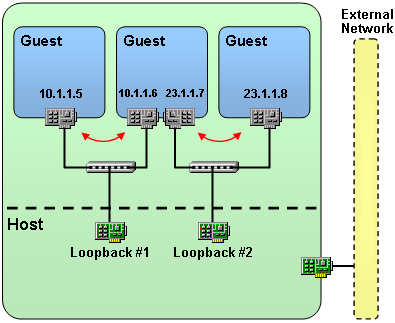 External
Network
Guest
Guest
Guest
10.1.1.5
10.1.1.6
23.1.1.7
23.1.1.8
Host
Loopback #1
Loopback #2